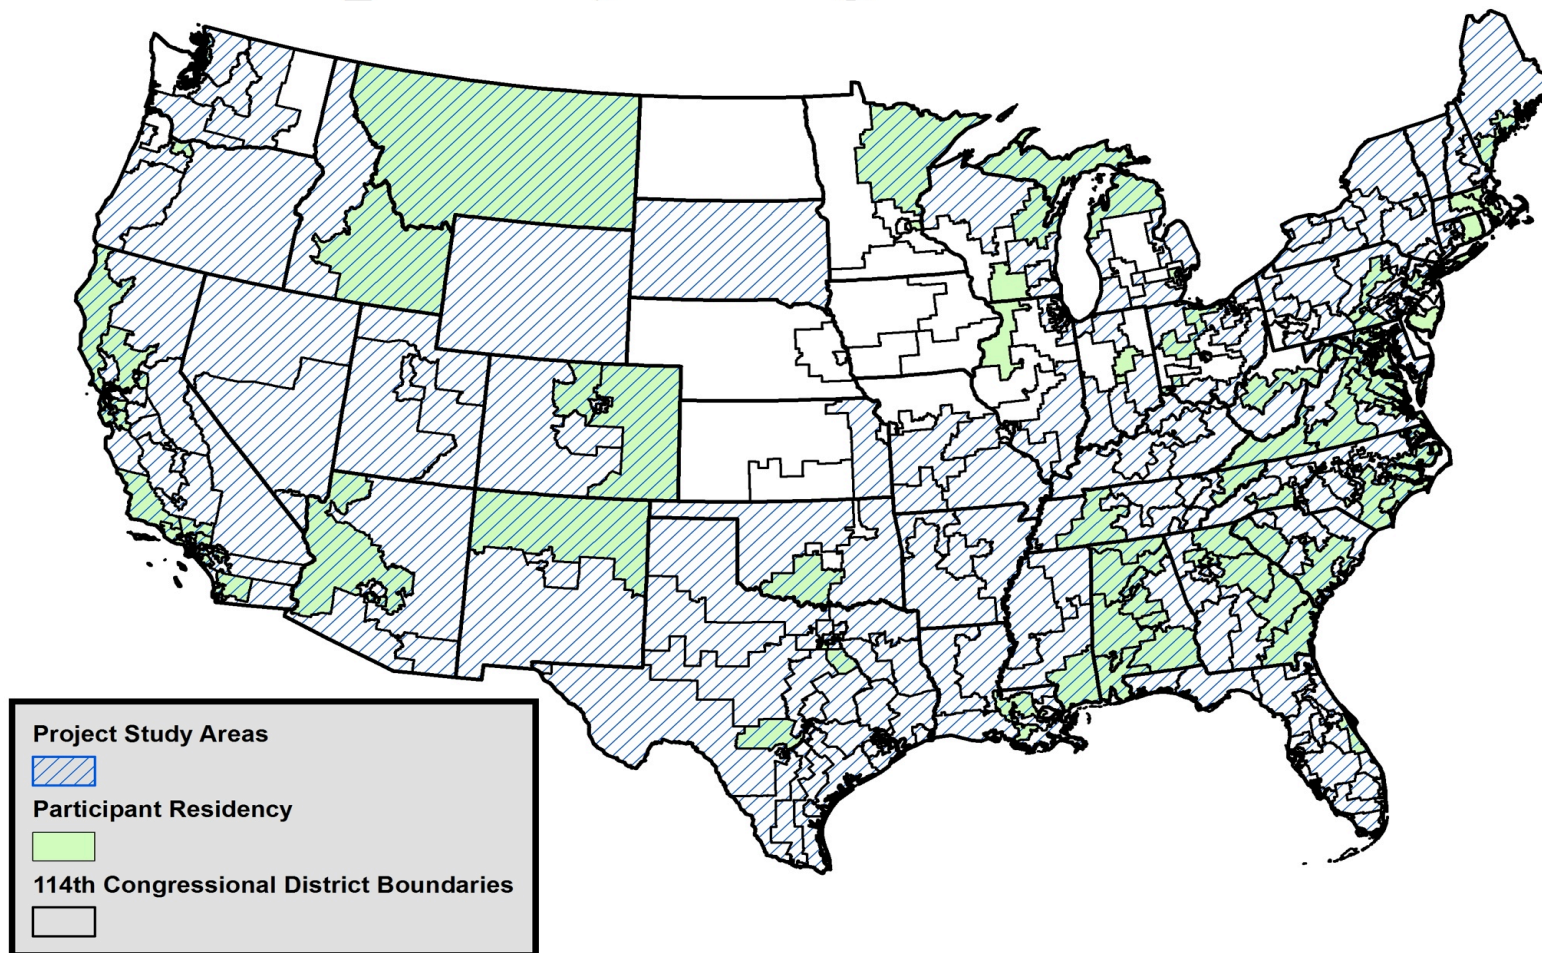 Project Study Areas
Participant Residency
114th Congressional District Boundaries